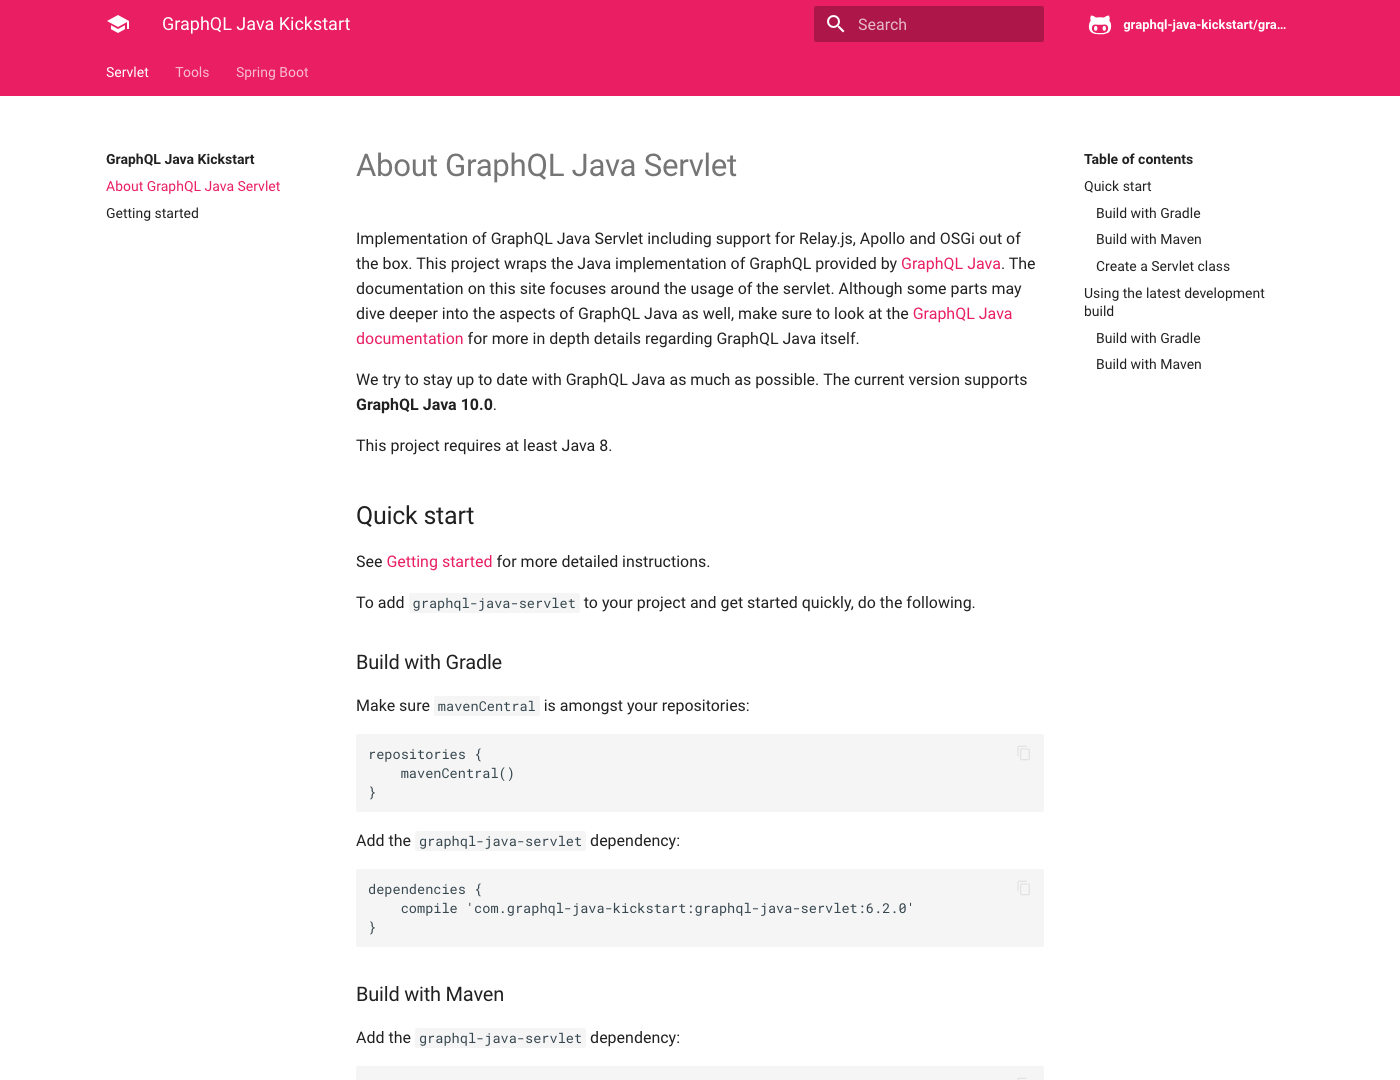 GraphQL Java Kickstart
Search
graphql-java-kickstart/gra...
Servlet
Tools
Spring Boot
GraphQL Java Kickstart
About GraphQL Java Servlet
Getting started
About GraphQL Java Servlet
Implementation of GraphQL Java Servlet including support for Relay.js, Apollo and OSGi out of
the box. This project wraps the Java implementation of GraphQL provided by GraphQL Java. The
documentation on this site focuses around the usage of the servlet. Although some parts may
dive deeper into the aspects of GraphQL Java as well, make sure to look at the GraphQL Java
documentation for more in depth details regarding GraphQL Java itself.
We try to stay up to date with GraphQL Java as much as possible. The current version supports
GraphQL Java 10.0.
This project requires at least Java 8.
Quick start
See Getting started for more detailed instructions.
To add graphql-java-servlet to your project and get started quickly, do the following.
Build with Gradle
Make sure mavenCentral is amongst your repositories:
repositories {
    mavenCentral()
}
Add the graphql-java-servlet dependency:
dependencies {
    compile 'com.graphql-java-kickstart:graphql-java-servlet:6.2.0'
}
Build with Maven
Add the graphql-java-servlet dependency:
Table of contents
Quick start
Build with Gradle
Build with Maven
Create a Servlet class
Using the latest development
build
Build with Gradle
Build with Maven